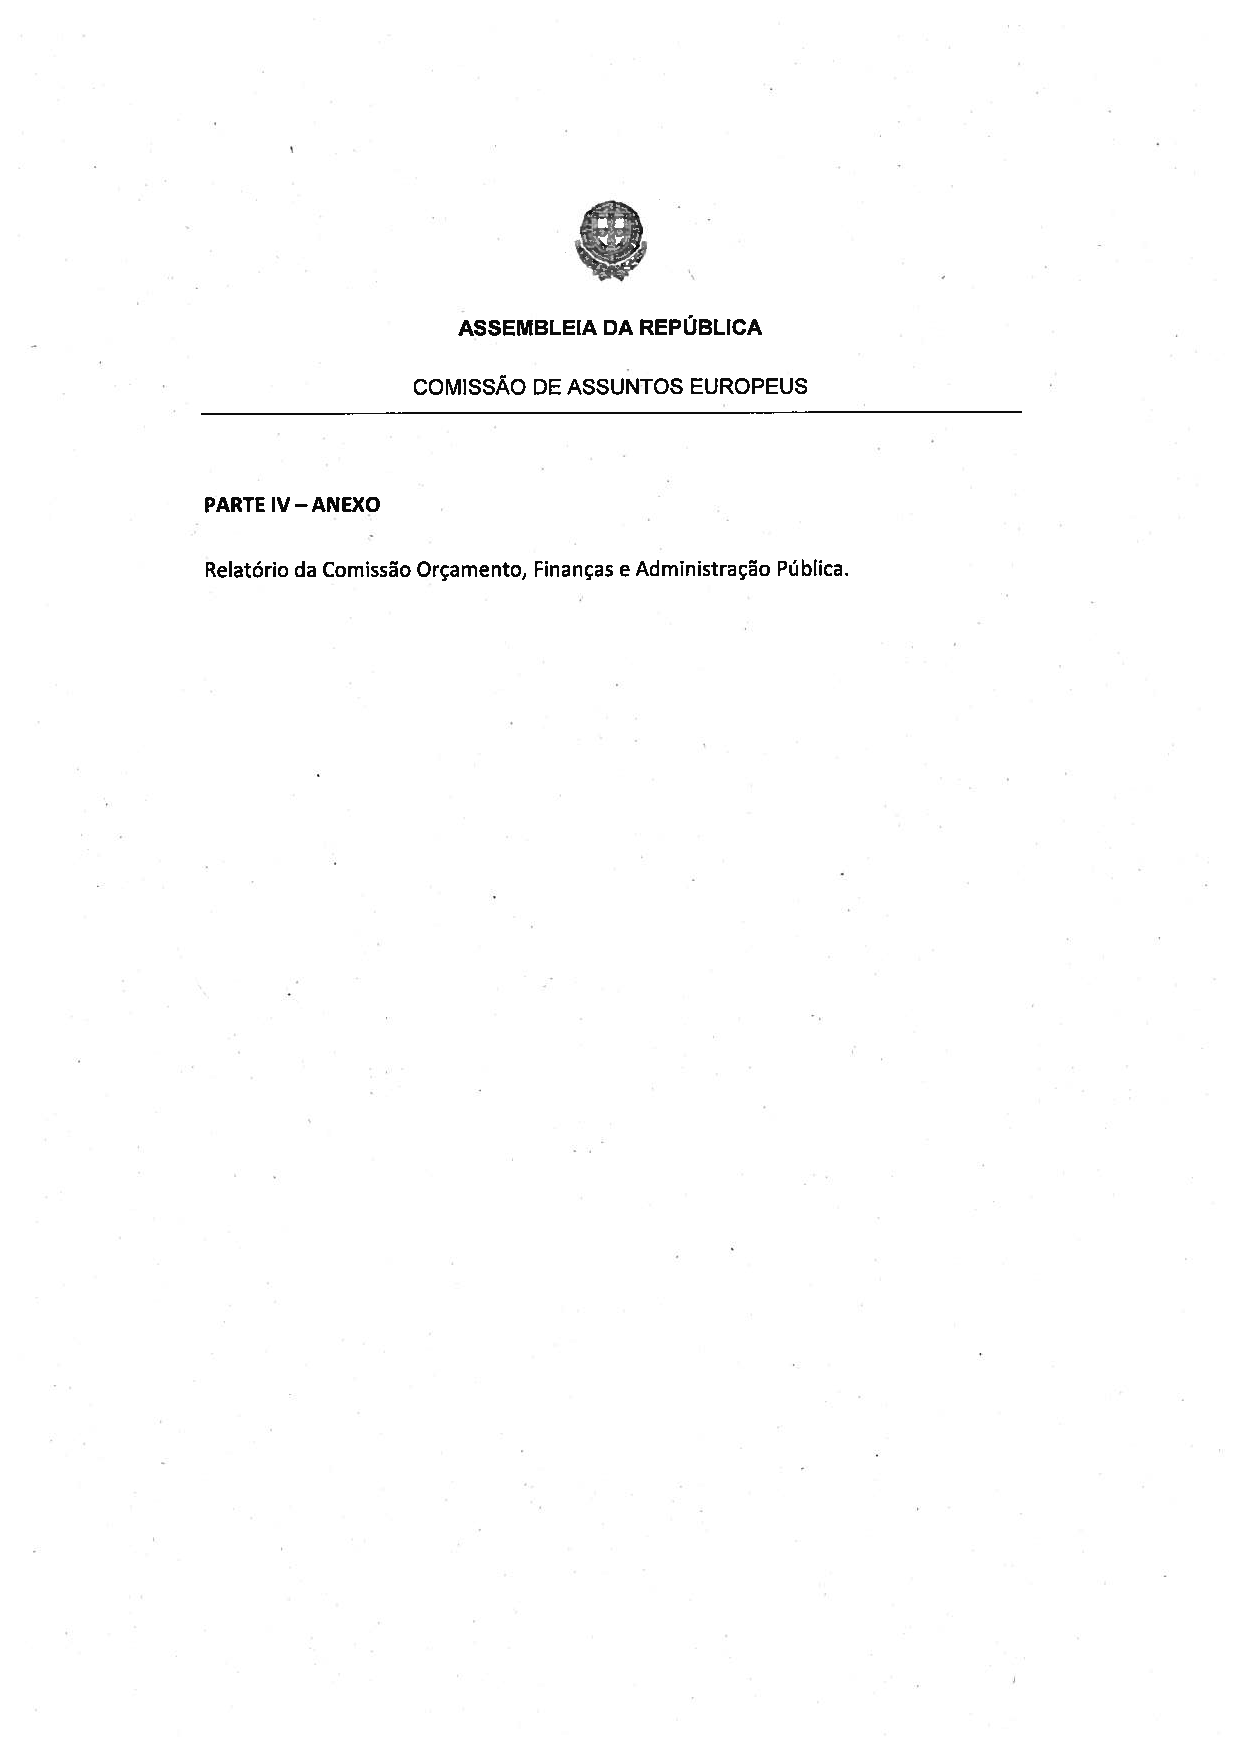 ASSEMBLEIA DA REPÚBLICA
COMISSÃO DE ASSUNTOS EUROPEUS
PARTE IV – ANEXO
Relatório da Comissão Orçamento, Finanças e Administração Pública.